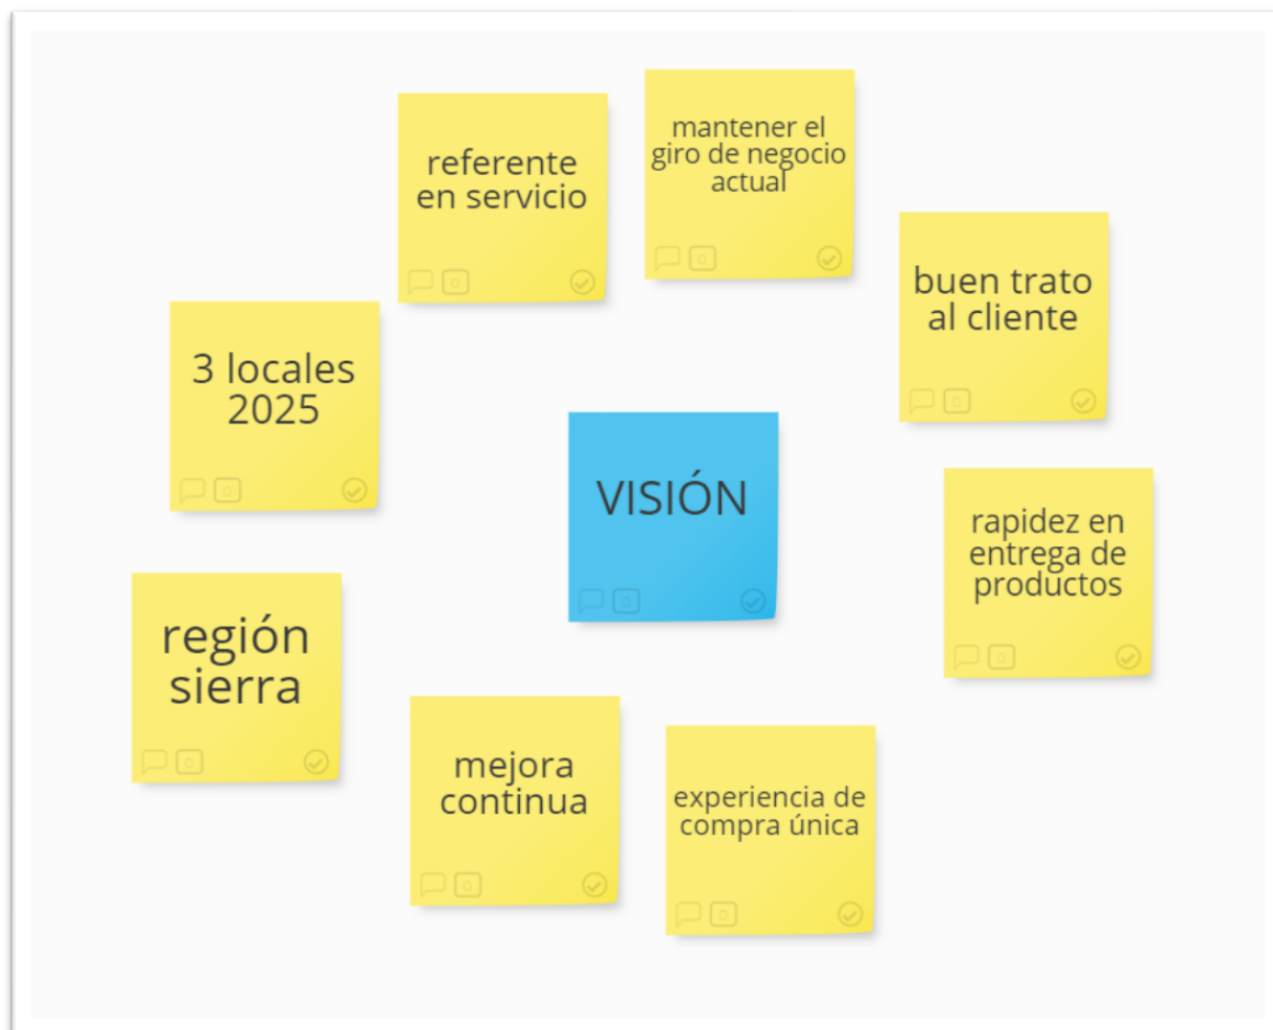 mantener el
giro de negocio
actual
referente
en servicio
buen trato
al cliente
3 locales
2025
VISIÓN
rapidez en
entrega de
productos
región
sierra
mejora
continua
experiencia de
compra única